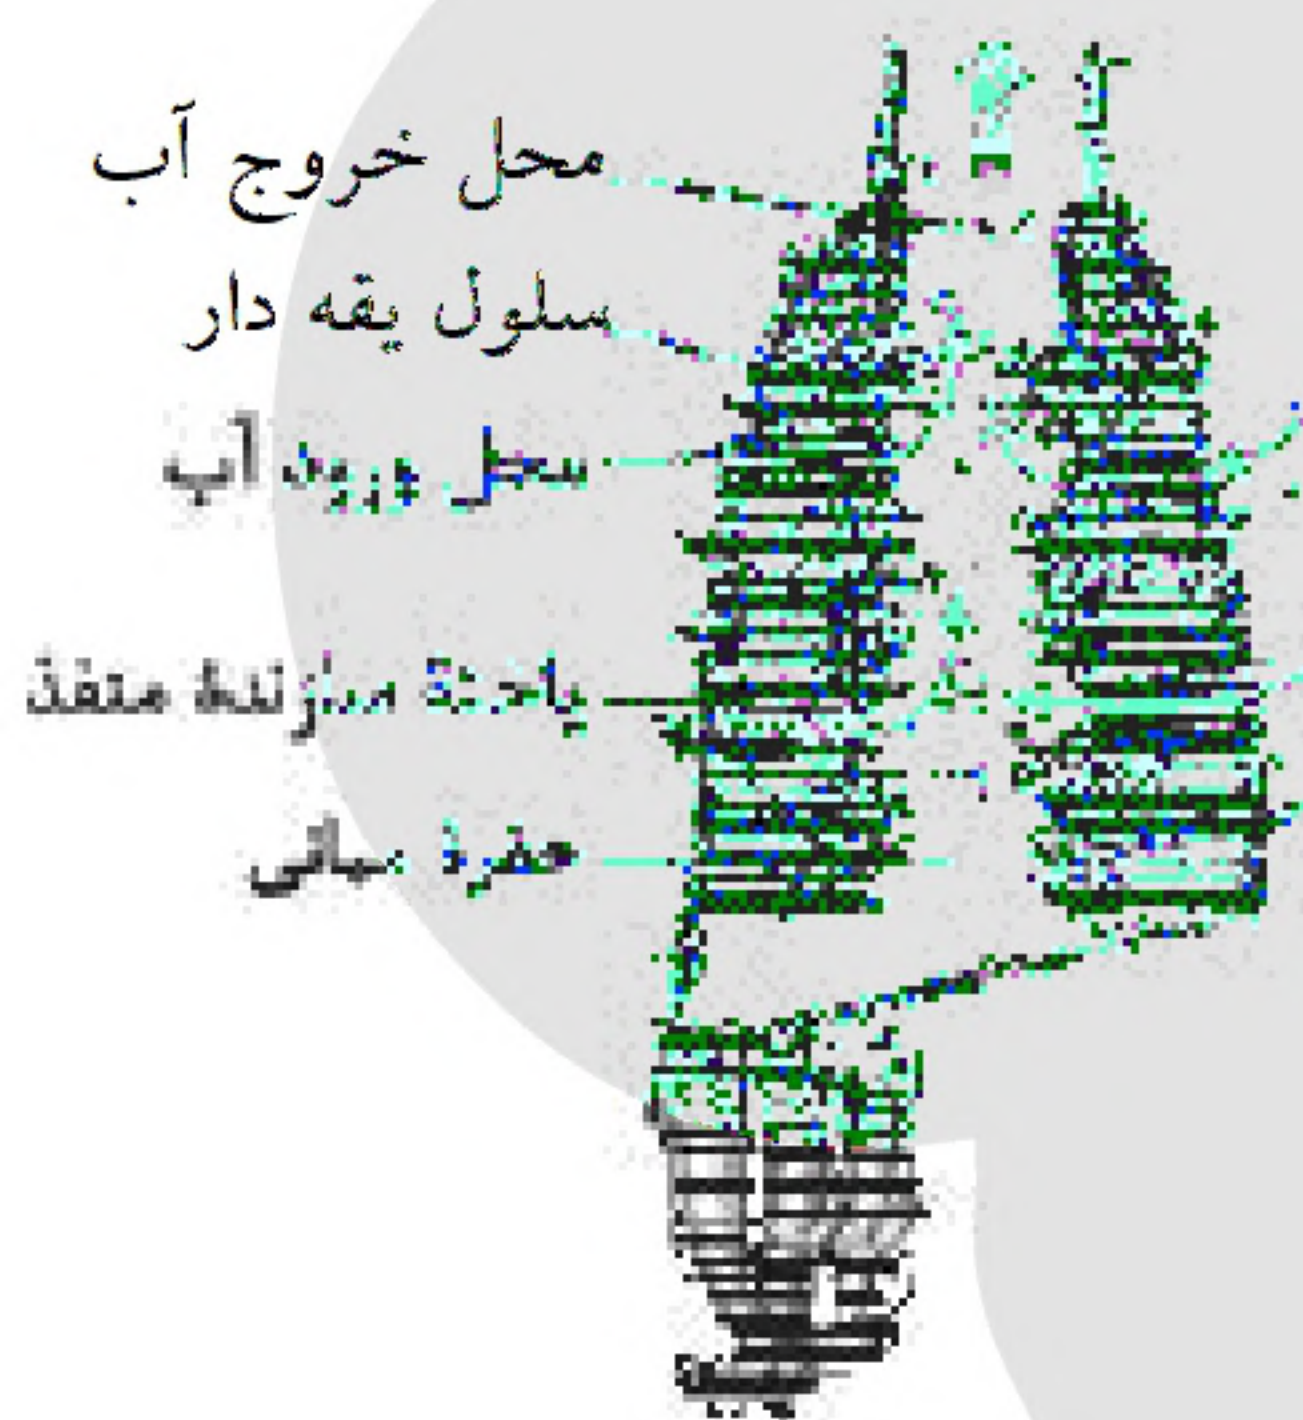 محل خروج آب
سلول یقه دار
محل ورود آب
یاختهٔ سازندهٔ منفذ
حفرهٔ میانی